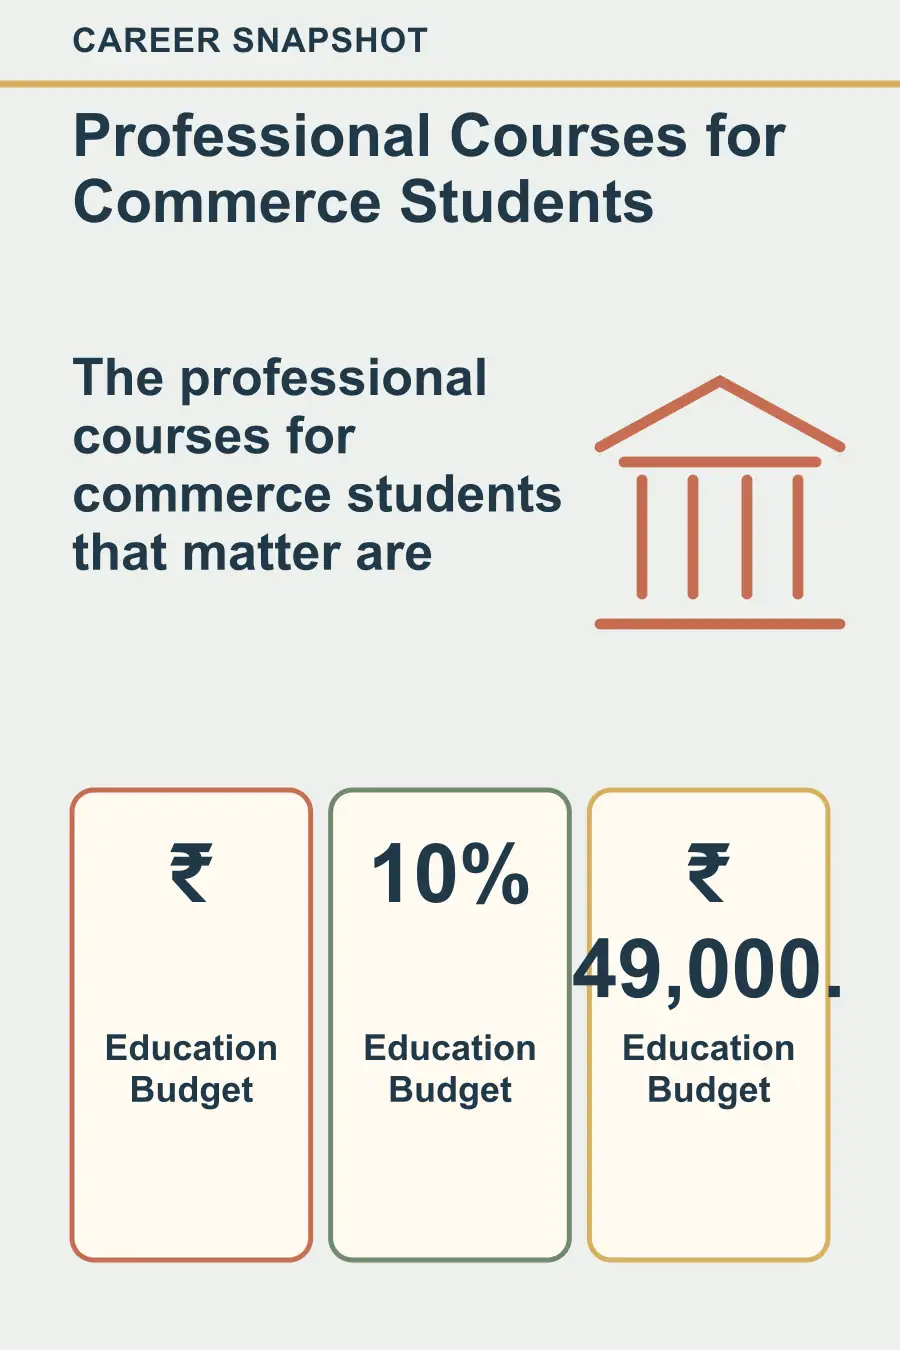 CAREER SNAPSHOT
Professional Courses for
Commerce Students
The professional
courses for
commerce students
that matter are
₹
Education
Budget
10%
Education
Budget
₹
49,000.
Education
Budget